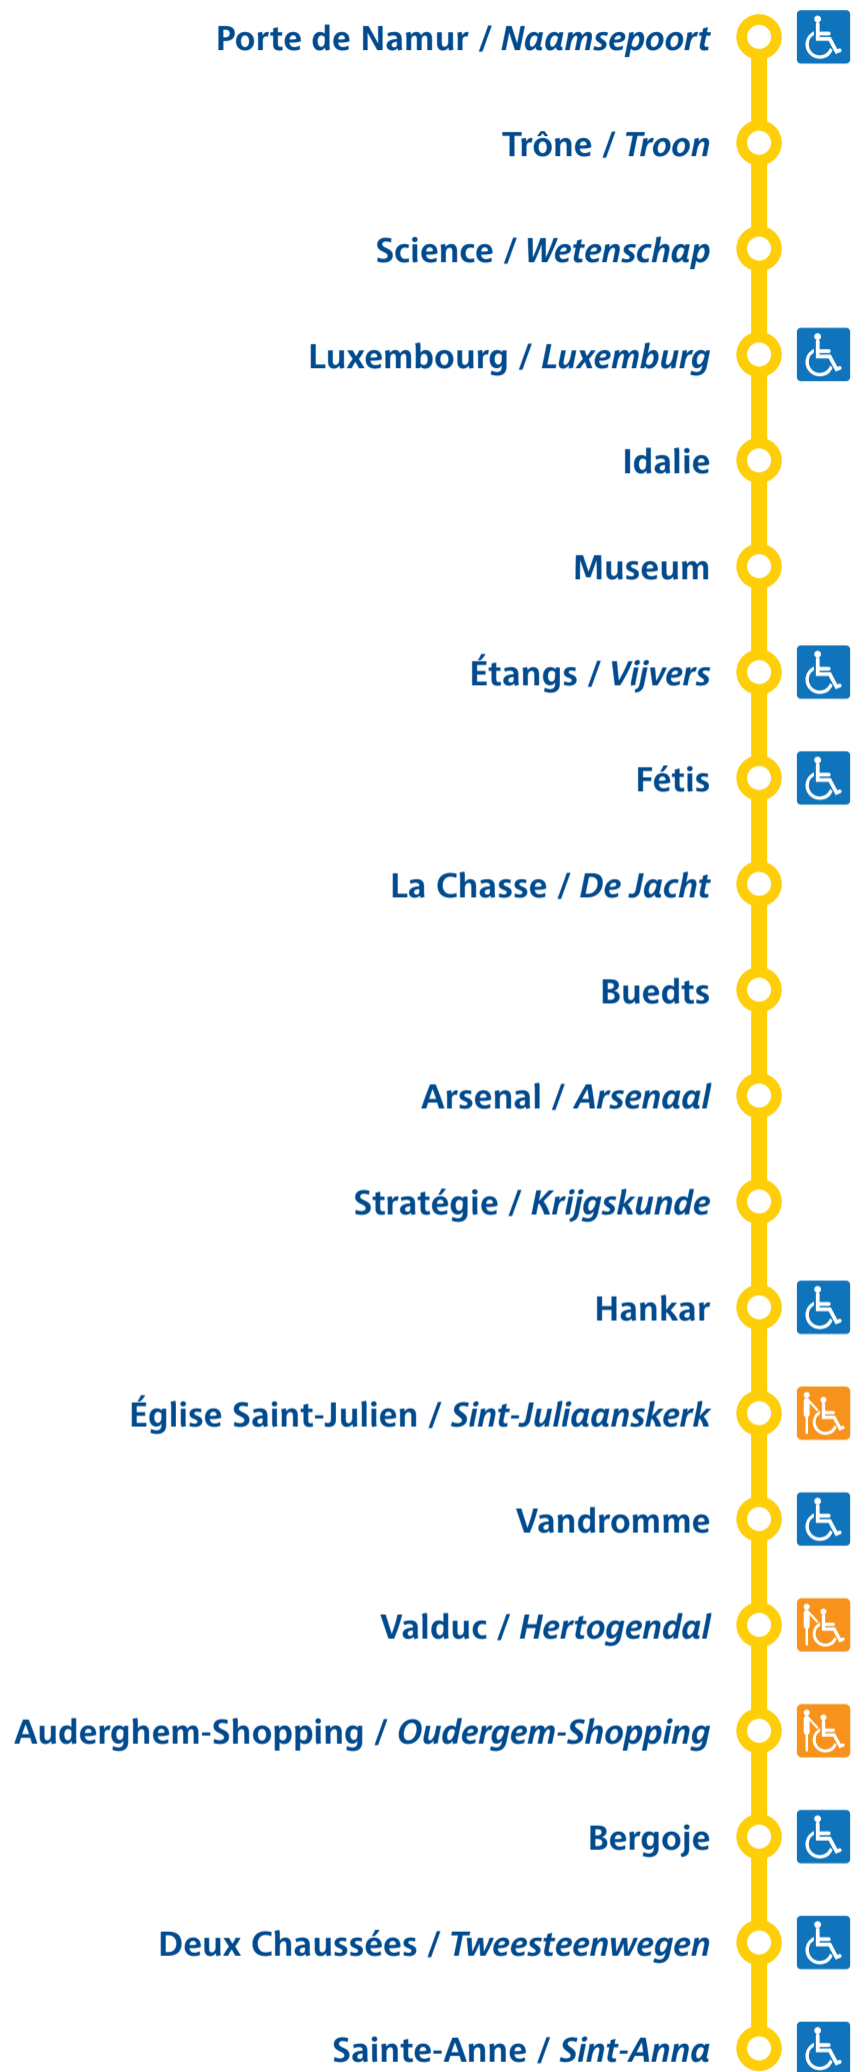 Porte de Namur / Naamsepoort
Trône / Troon
Science / Wetenschap
Luxembourg / Luxemburg
Idalie
Museum
Étangs / Vijvers
Fétis
La Chasse / De Jacht
Buedts
Arsenal / Arsenaal
Stratégie / Krijgskunde
Hankar
Église Saint-Julien / Sint-Juliaanskerk
Vandromme
Valduc / Hertogendal
Auderghem-Shopping / Oudergem-Shopping
Bergoje
Deux Chaussées / Tweesteenwegen
Sainte-Anne / Sint-Anna